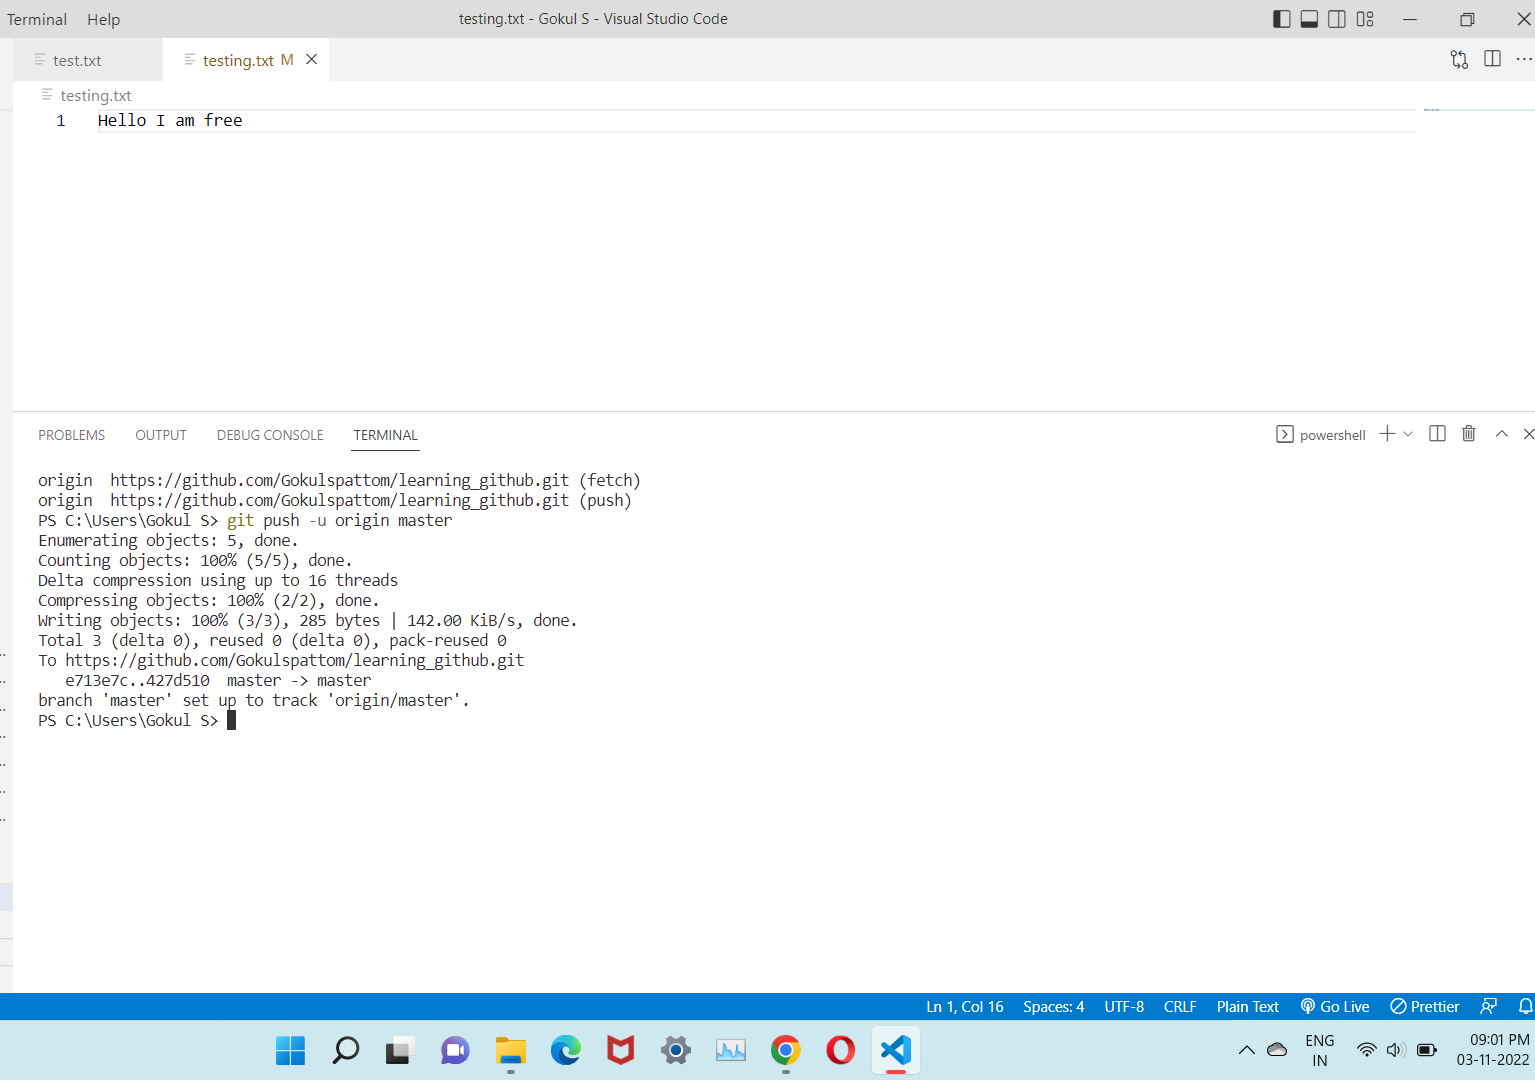 Terminal Help testing.txt - Gokul S - Visual Studio Code
test.txt testing.txt M
testing.txt
1 Hello I am free
PROBLEMS OUTPUT DEBUG CONSOLE TERMINAL powershell
origin  https://github.com/Gokulspattom/learning_github.git (fetch)
origin  https://github.com/Gokulspattom/learning_github.git (push)
PS C:\Users\Gokul S> git push -u origin master
Enumerating objects: 5, done.
Counting objects: 100% (5/5), done.
Delta compression using up to 16 threads
Compressing objects: 100% (2/2), done.
Writing objects: 100% (3/3), 285 bytes | 142.00 KiB/s, done.
Total 3 (delta 0), reused 0 (delta 0), pack-reused 0
To https://github.com/Gokulspattom/learning_github.git
   e713e7c..427d510  master -> master
branch 'master' set up to track 'origin/master'.
PS C:\Users\Gokul S>
Ln 1, Col 16 Spaces: 4 UTF-8 CRLF Plain Text Go Live Prettier
ENG 09:01 PM
IN 03-11-2022